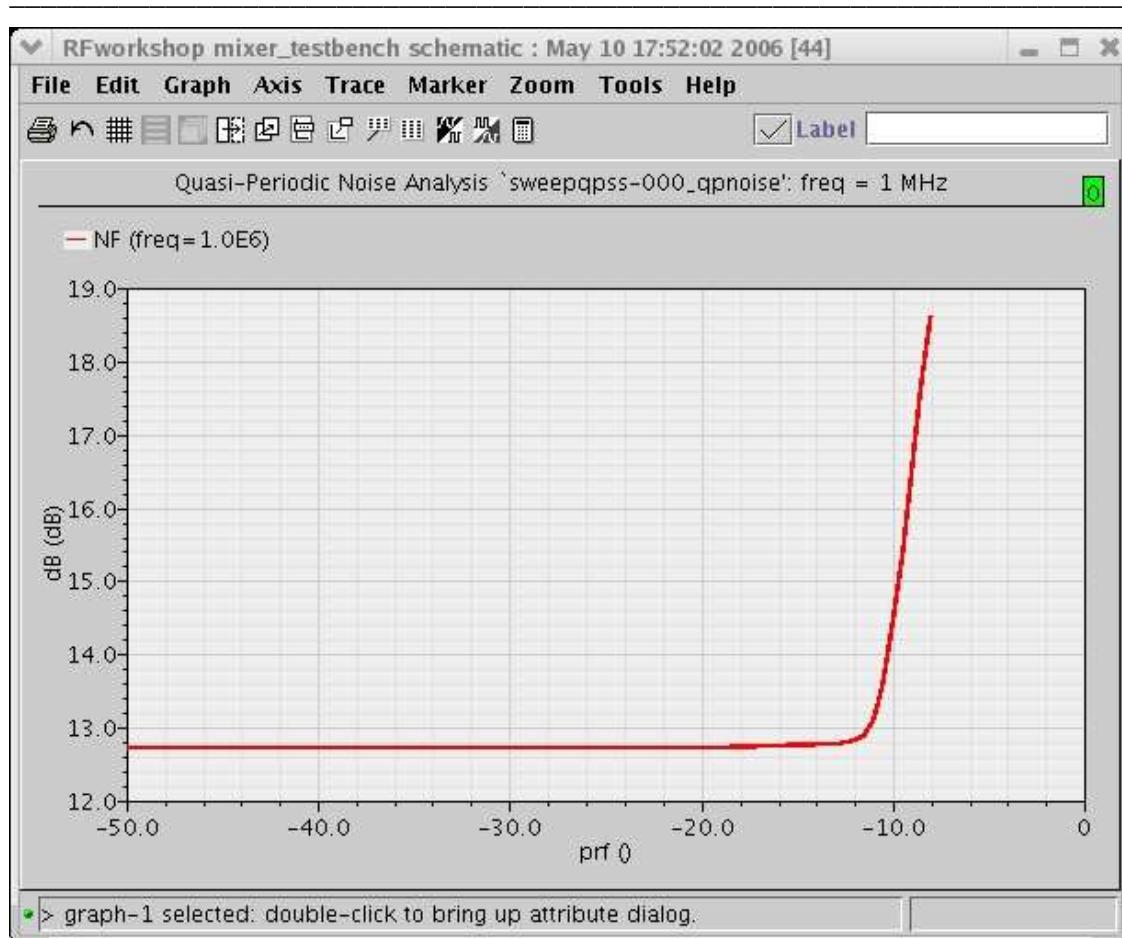 RFworkshop mixer_testbench schematic : May 10 17:52:02 2006 [44]
File Edit Graph Axis Trace Marker Zoom Tools Help
Label
Quasi-Periodic Noise Analysis `sweepqpss-000_qpnoise': freq = 1 MHz
0
NF (freq=1.0E6)
19.0
18.0
17.0
16.0
15.0
14.0
13.0
12.0
dB (dB)
-50.0 -40.0 -30.0 -20.0 -10.0 0
prf ()
> graph-1 selected: double-click to bring up attribute dialog.